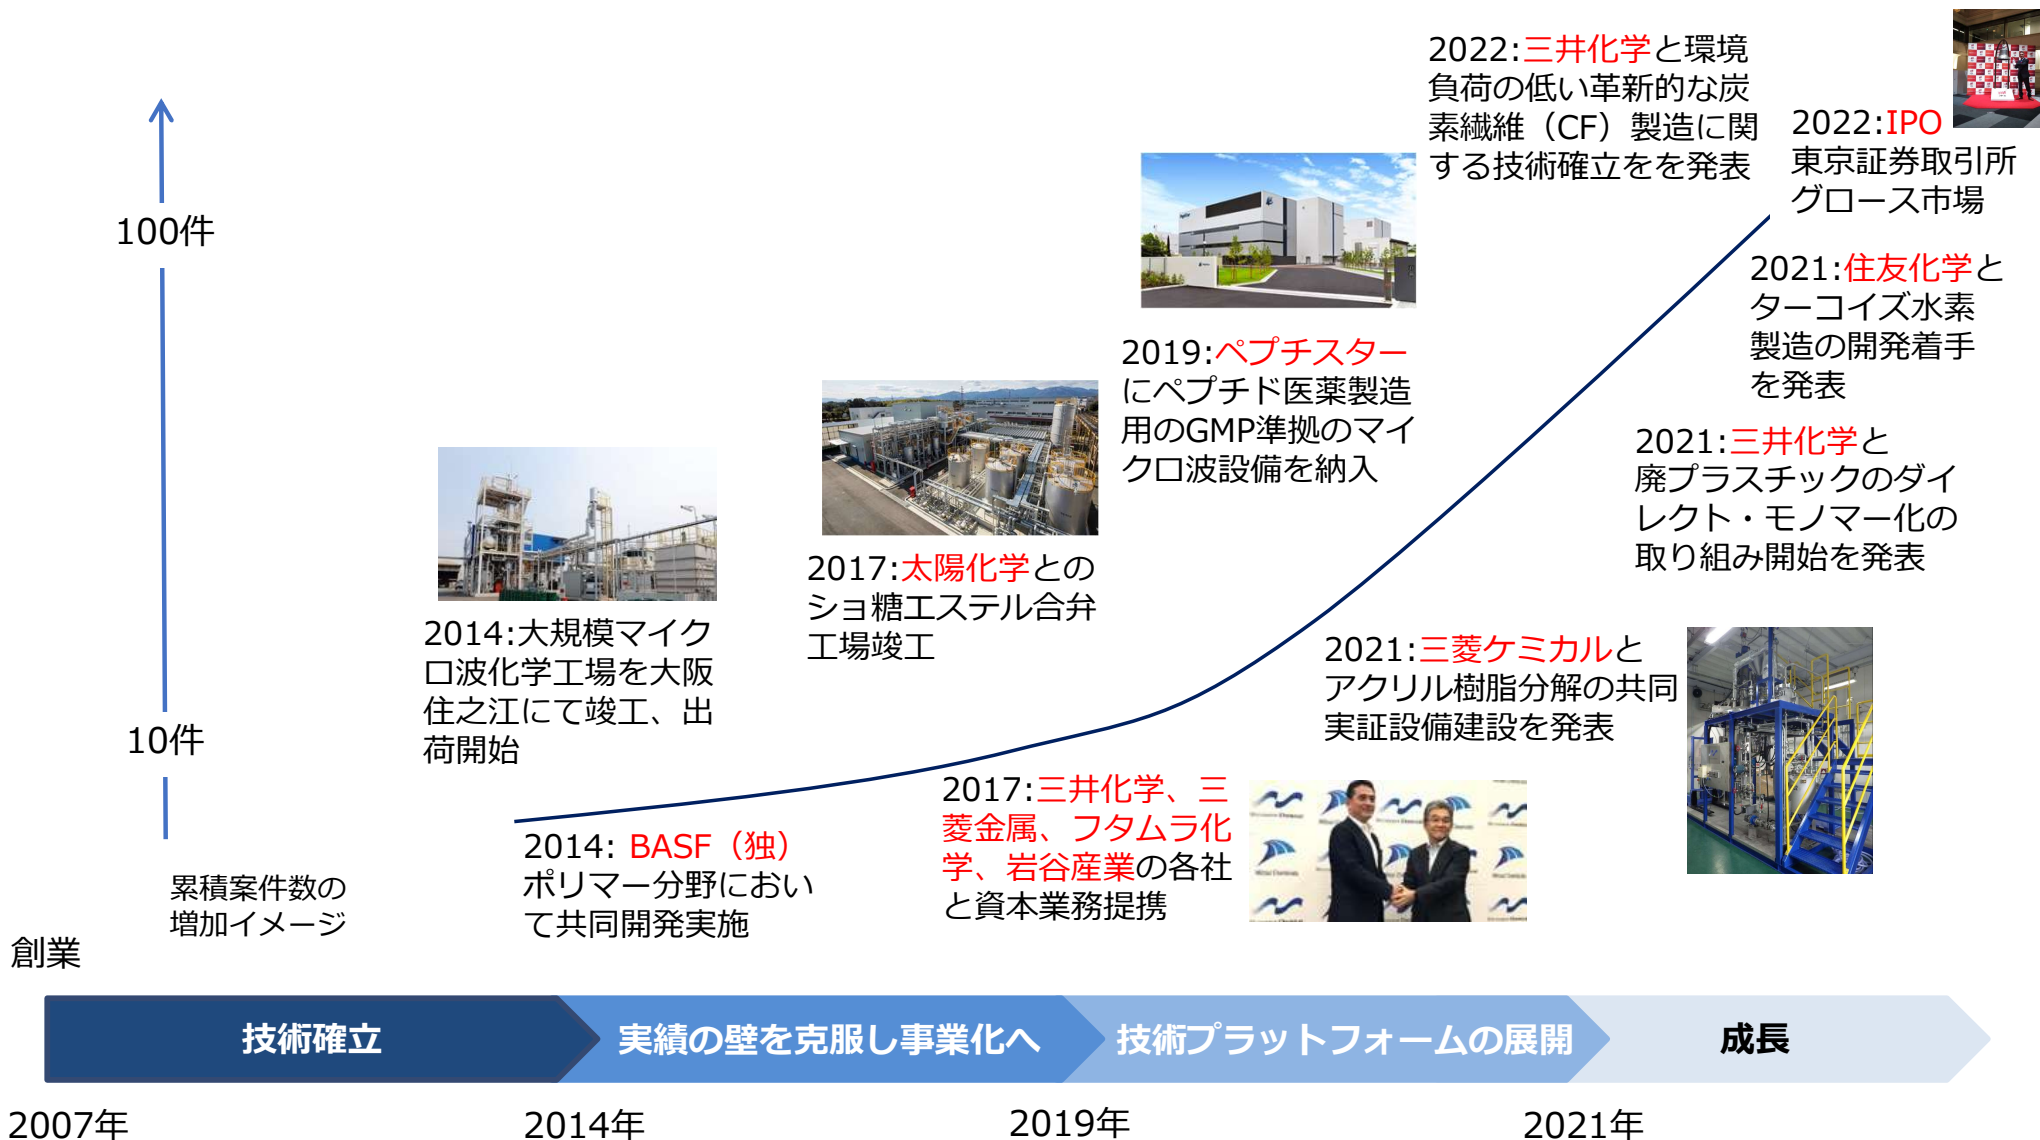 100件
10件
累積案件数の
増加イメージ
創業
2014:大規模マイク
ロ波化学工場を大阪
住之江にて竣工、出
荷開始
2014: BASF（独）
ポリマー分野におい
て共同開発実施
2017:太陽化学との
ショ糖エステル合弁
工場竣工
2017:三井化学、三
菱金属、フタムラ化
学、岩谷産業の各社
と資本業務提携
2019:ペプチスター
にペプチド医薬製造
用のGMP準拠のマイ
クロ波設備を納入
2021:三菱ケミカルと
アクリル樹脂分解の共同
実証設備建設を発表
2021:三井化学と
廃プラスチックのダイ
レクト・モノマー化の
取り組み開始を発表
2021:住友化学と
ターコイズ水素
製造の開発着手
を発表
2022:三井化学と環境
負荷の低い革新的な炭
素繊維（CF）製造に関
する技術確立をを発表
2022:IPO
東京証券取引所
グロース市場
技術確立
実績の壁を克服し事業化へ
技術プラットフォームの展開
成長
2007年
2014年
2019年
2021年